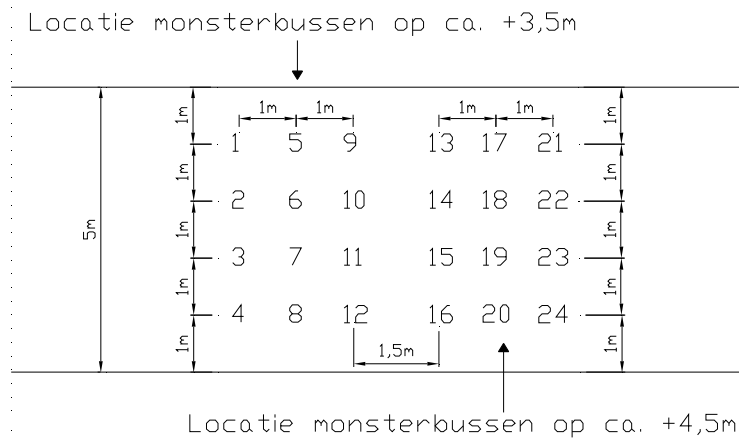 Locatie monsterbussen op ca. +3,5m
1m 1m 1m 1m 1m 1m
1 5 9 13 17 21
1m 1m
2 6 10 14 18 22
5m 1m 1m
3 7 11 15 19 23
1m 1m
4 8 12 16 20 24
1m 1,5m 1m
Locatie monsterbussen op ca. +4,5m